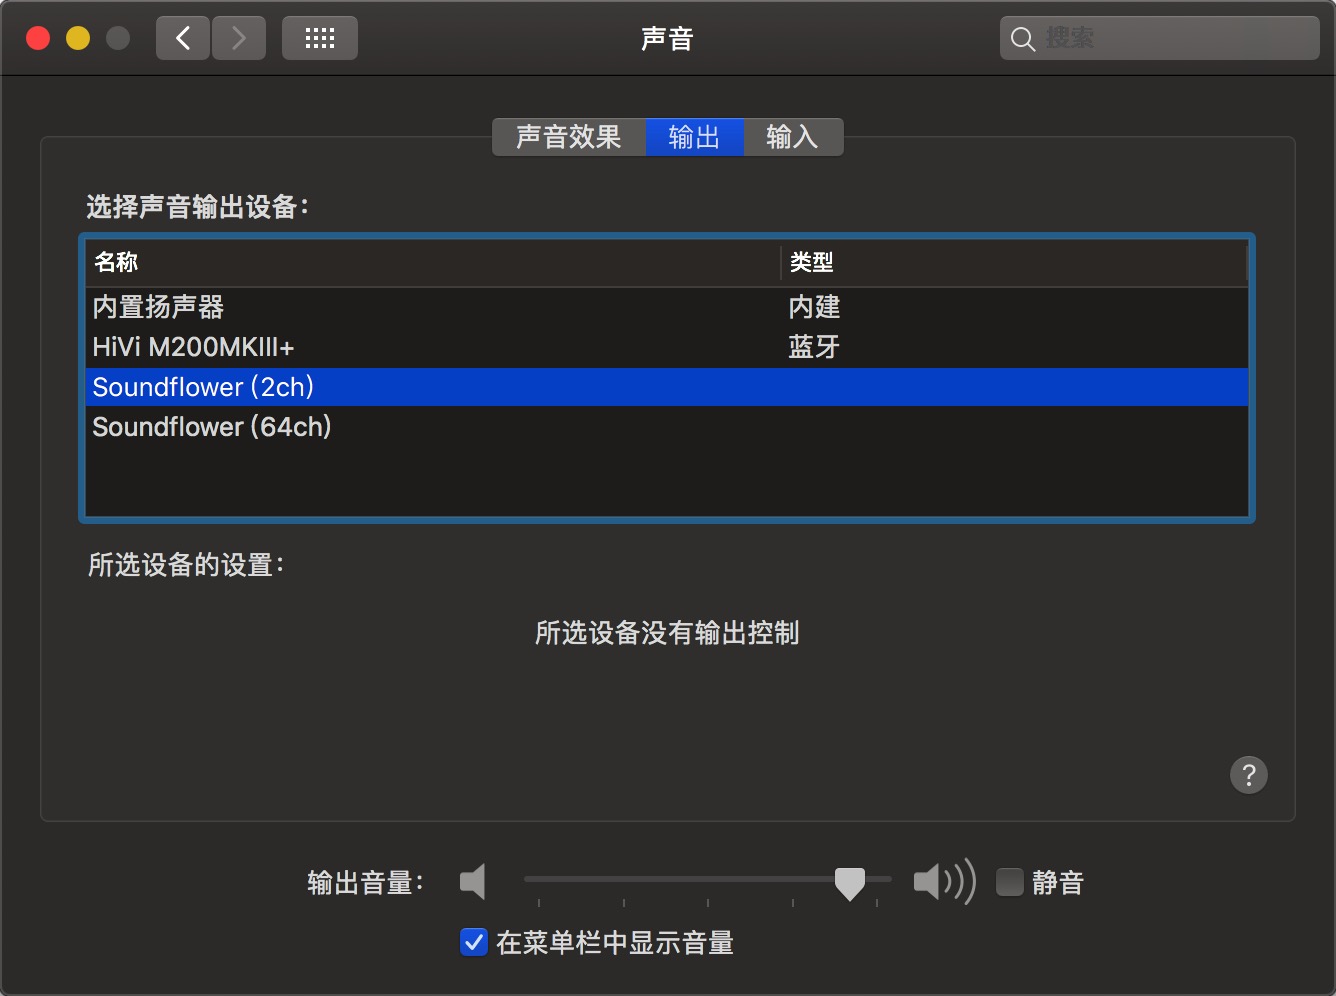 声音
搜索
声音效果 输出 输入
选择声音输出设备：
名称 类型
内置扬声器 内建
HiVi M200MKIII+ 蓝牙
Soundflower (2ch)
Soundflower (64ch)
所选设备的设置：
所选设备没有输出控制
?
输出音量： 静音
在菜单栏中显示音量